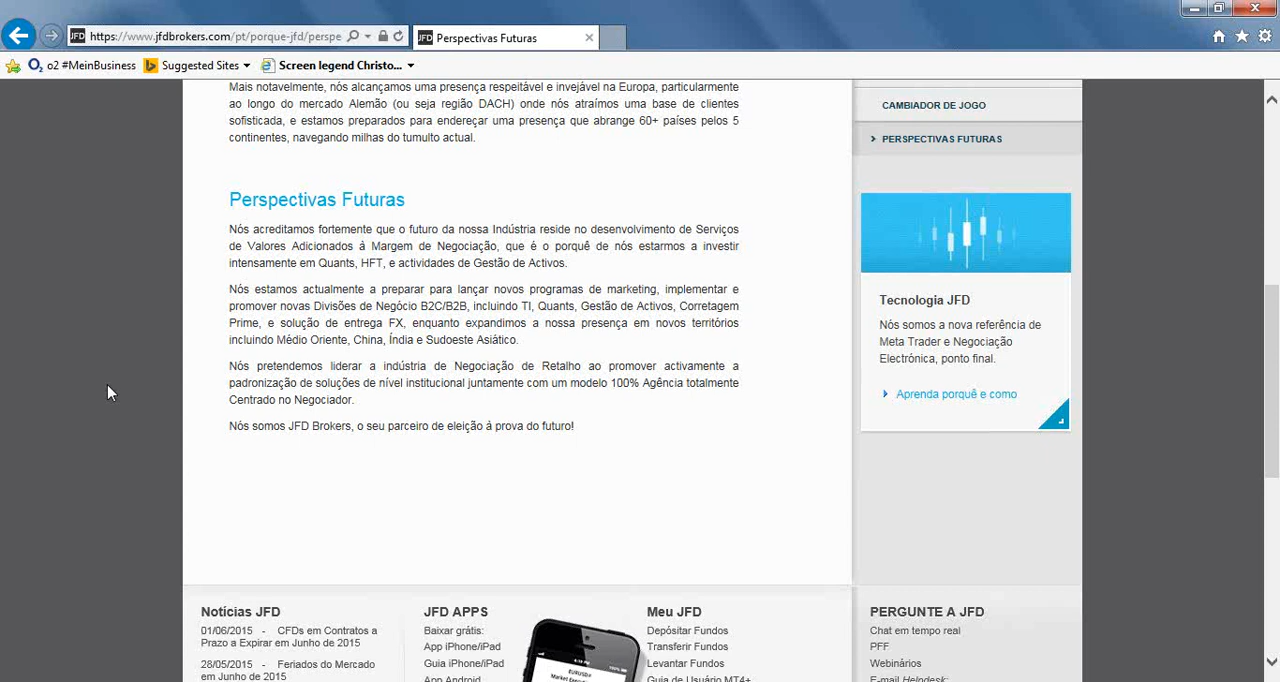 JFD https://www.jfdbrokers.com/pt/porque-jfd/perspe
JFD Perspectivas Futuras
o2 #MeinBusiness Suggested Sites Screen legend Christo...
Mais notavelmente, nós alcançamos uma presença respeitável e invejável na Europa, particularmente
ao longo do mercado Alemão (ou seja região DACH) onde nós atraímos uma base de clientes
sofisticada, e estamos preparados para endereçar uma presença que abrange 60+ países pelos 5
continentes, navegando milhas do tumulto actual.
Perspectivas Futuras
Nós acreditamos fortemente que o futuro da nossa Indústria reside no desenvolvimento de Serviços
de Valores Adicionados à Margem de Negociação, que é o porquê de nós estarmos a investir
intensamente em Quants, HFT, e actividades de Gestão de Activos.
Nós estamos actualmente a preparar para lançar novos programas de marketing, implementar e
promover novas Divisões de Negócio B2C/B2B, incluindo TI, Quants, Gestão de Activos, Corretagem
Prime, e solução de entrega FX, enquanto expandimos a nossa presença em novos territórios
incluindo Médio Oriente, China, Índia e Sudoeste Asiático.
Nós pretendemos liderar a indústria de Negociação de Retalho ao promover activamente a
padronização de soluções de nível institucional juntamente com um modelo 100% Agência totalmente
Centrado no Negociador.
Nós somos JFD Brokers, o seu parceiro de eleição á prova do futuro!
CAMBIADOR DE JOGO
PERSPECTIVAS FUTURAS
Tecnologia JFD
Nós somos a nova referência de
Meta Trader e Negociação
Electrónica, ponto final.
Aprenda porquê e como
Notícias JFD
01/06/2015 - CFDs em Contratos a
Prazo a Expirar em Junho de 2015
28/05/2015 - Feriados do Mercado
em Junho de 2015
JFD APPS
Baixar grátis:
App iPhone/iPad
Guia iPhone/iPad
App Android
EURUSD
Meu JFD
Depósitar Fundos
Transferir Fundos
Levantar Fundos
Guia de Usuário MT4+
PERGUNTE A JFD
Chat em tempo real
PFF
Webinários
E-mail Helpdesk: